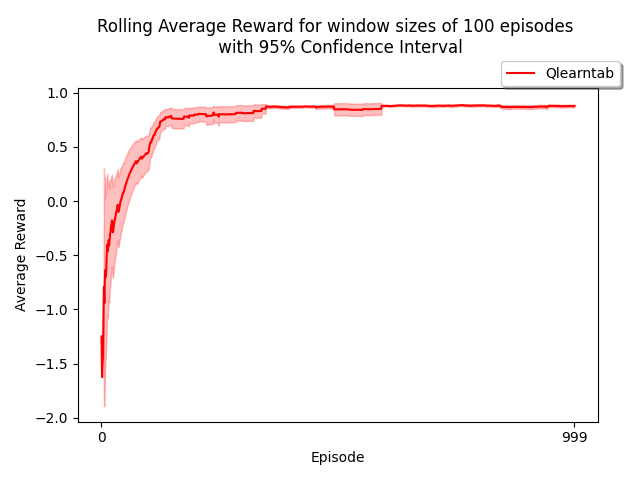 Rolling Average Reward for window sizes of 100 episodes
with 95% Confidence Interval
Qlearntab
1.0
0.5
0.0
−0.5
−1.0
−1.5
−2.0
Average Reward
0
999
Episode